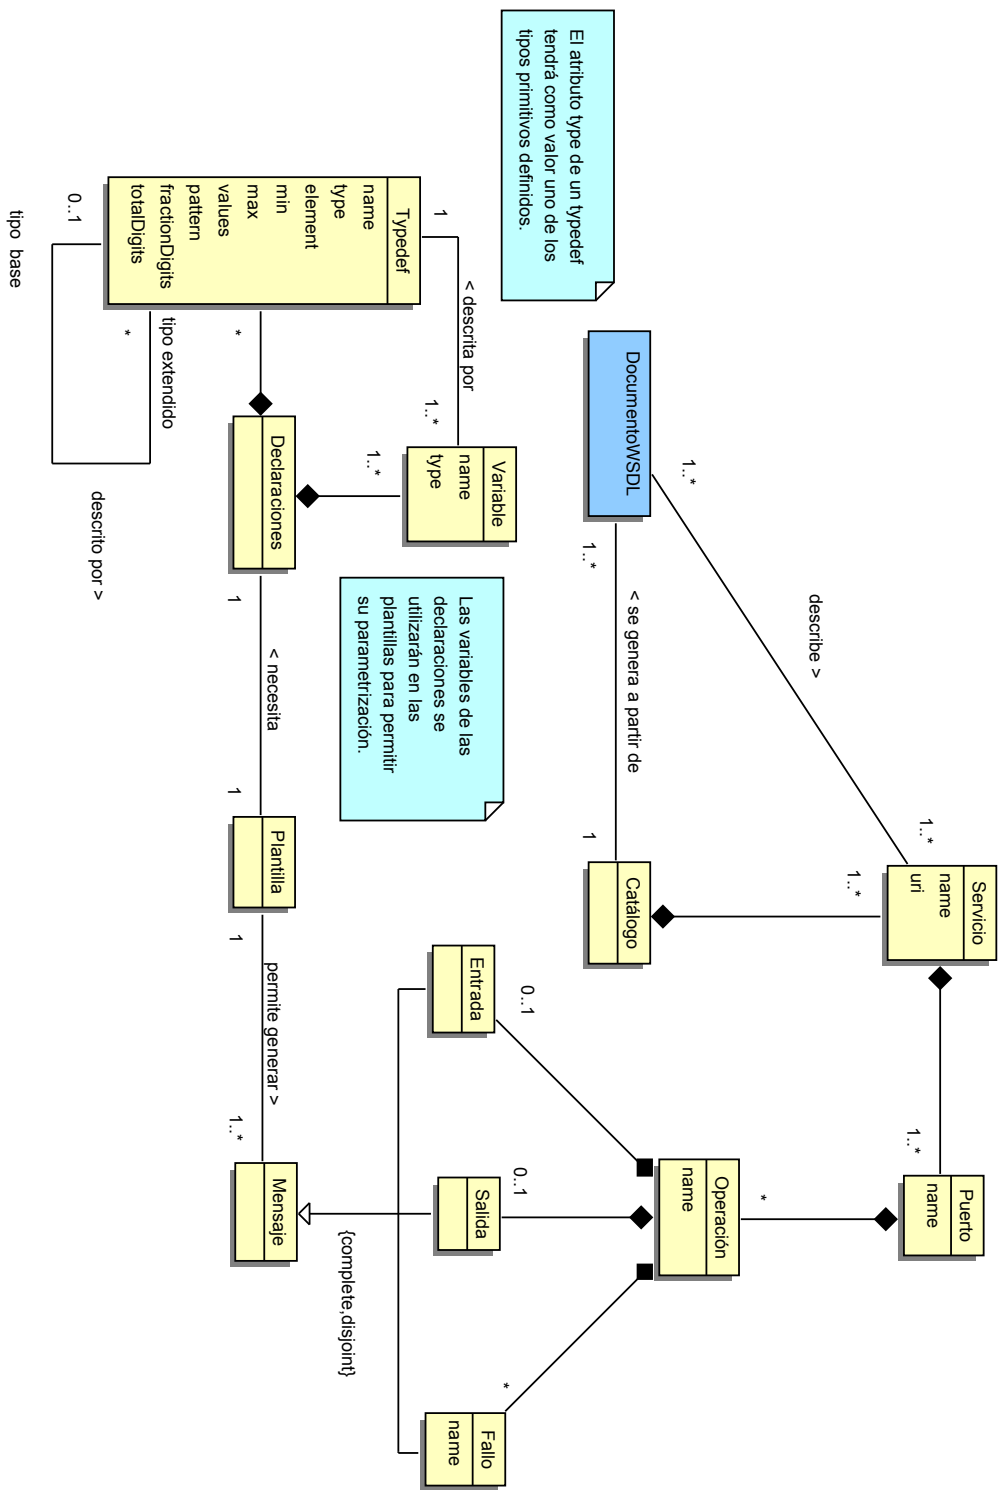 Servicio
name
uri
Puerto
name
1..*
1..*
1..*
describe >
1..*
DocumentoWSDL
1..*
< se genera a partir de
1
Catálogo
*
Operación
name
El atributo type de un typedef
tendrá como valor uno de los
tipos primitivos definidos.
0..1
0..1
*
Entrada
Salida
Fallo
name
Variable
name
type
1
< descrita por
1..*
1..*
Las variables de las
declaraciones se
utilizarán en las
plantillas para permitir
su parametrización.
Typedef
name
type
element
min
max
values
pattern
fractionDigits
totalDigits
*
Declaraciones
1
< necesita
1
Plantilla
1
permite generar >
1..*
Mensaje
{complete,disjoint}
tipo extendido
*
0..1
tipo base
descrito por >